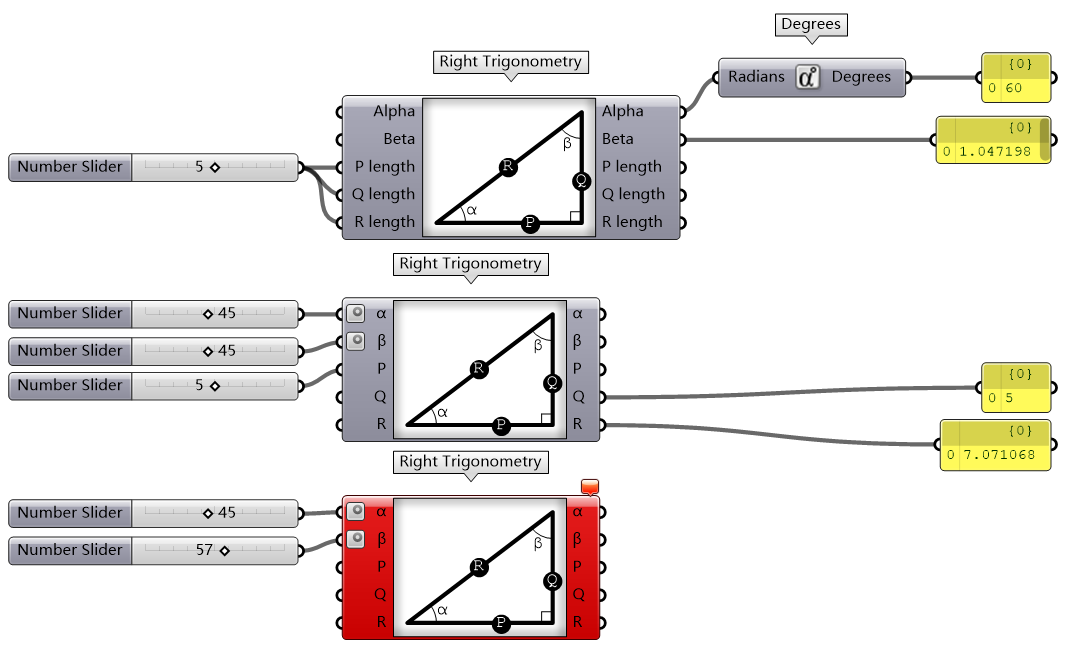 Degrees
Right Trigonometry
Radians α° Degrees
{0}
0 60
Alpha Alpha
Beta β Beta
{0}
0 1.047198
Number Slider 5
P length R P length
Q length Q Q length
R length α P R length
Right Trigonometry
Number Slider 45
α α
Number Slider 45
β β β
Number Slider 5
P R P
Q Q Q
R α P R
{0}
0 5
{0}
0 7.071068
Right Trigonometry
Number Slider 45
α α
Number Slider 57
β β β
P R P
Q Q Q
R α P R